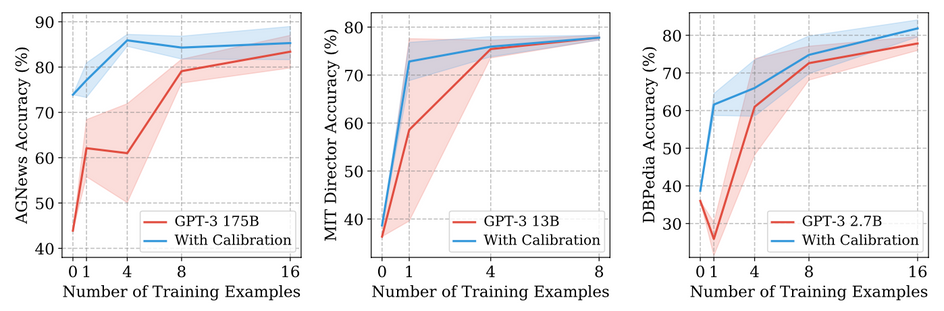 AGNews Accuracy (%)
90
80
70
60
50
40
GPT-3 175B
With Calibration
0 1 4 8 16
Number of Training Examples
MIT Director Accuracy (%)
80
70
60
50
40
GPT-3 13B
With Calibration
0 1 4 8
Number of Training Examples
DBPedia Accuracy (%)
80
70
60
50
40
30
GPT-3 2.7B
With Calibration
0 1 4 8 16
Number of Training Examples